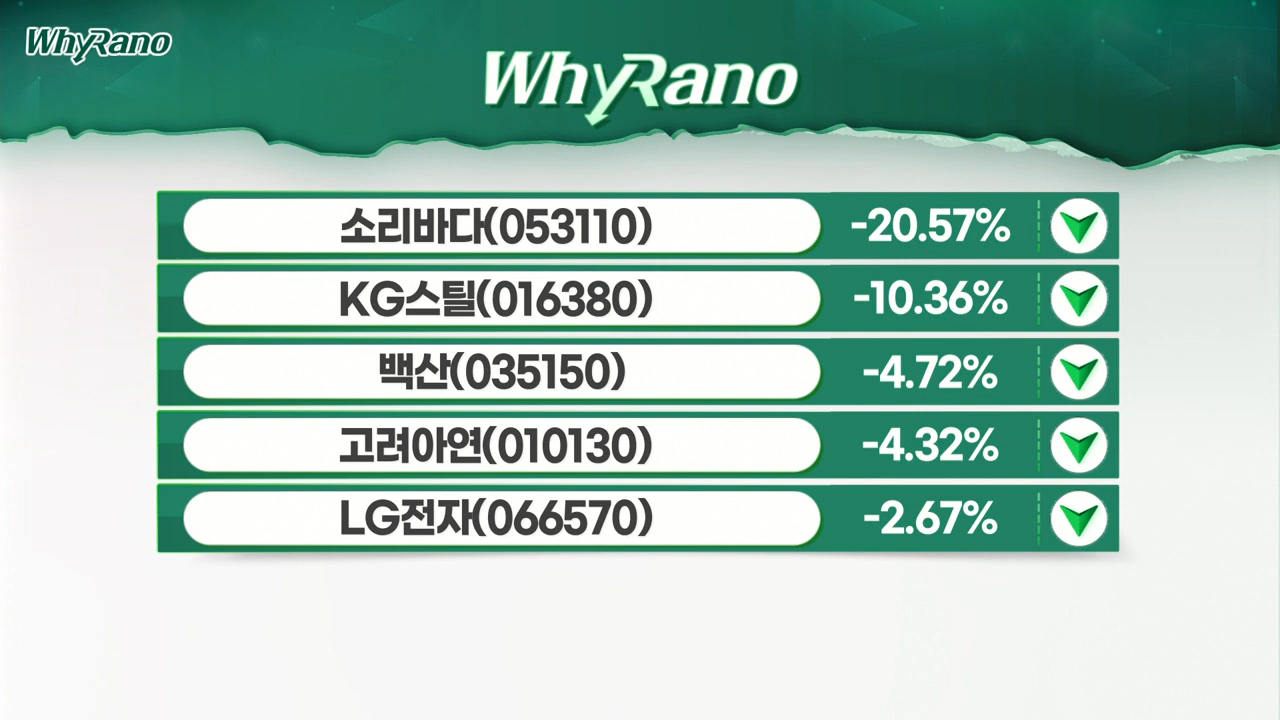 WhyRano
WhyRano
소리바다(053110) -20.57%
KG스틸(016380) -10.36%
백산(035150) -4.72%
고려아연(010130) -4.32%
LG전자(066570) -2.67%